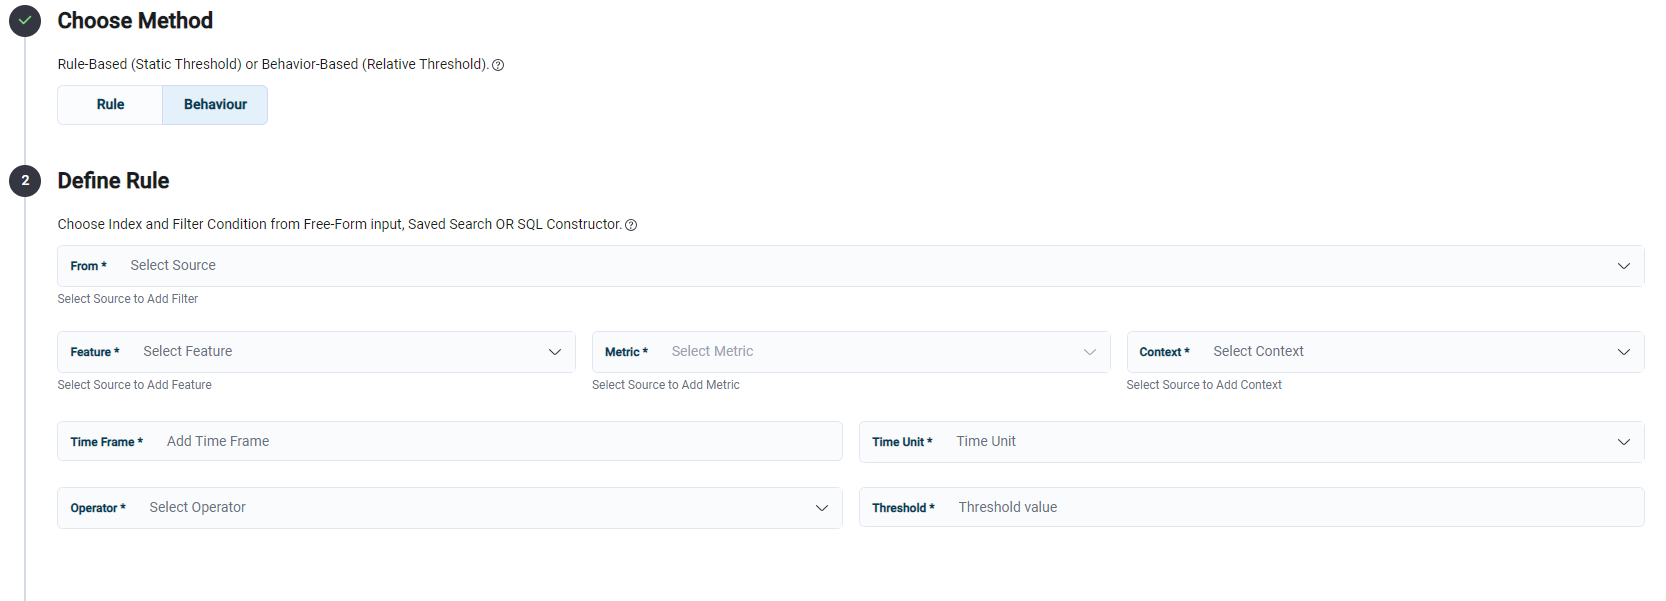 Choose Method
Rule-Based (Static Threshold) or Behavior-Based (Relative Threshold).
Rule Behaviour
2 Define Rule
Choose Index and Filter Condition from Free-Form input, Saved Search OR SQL Constructor.
From * Select Source
Select Source to Add Filter
Feature * Select Feature Metric * Select Metric Context * Select Context
Select Source to Add Feature Select Source to Add Metric Select Source to Add Context
Time Frame * Add Time Frame Time Unit * Time Unit
Operator * Select Operator Threshold * Threshold value